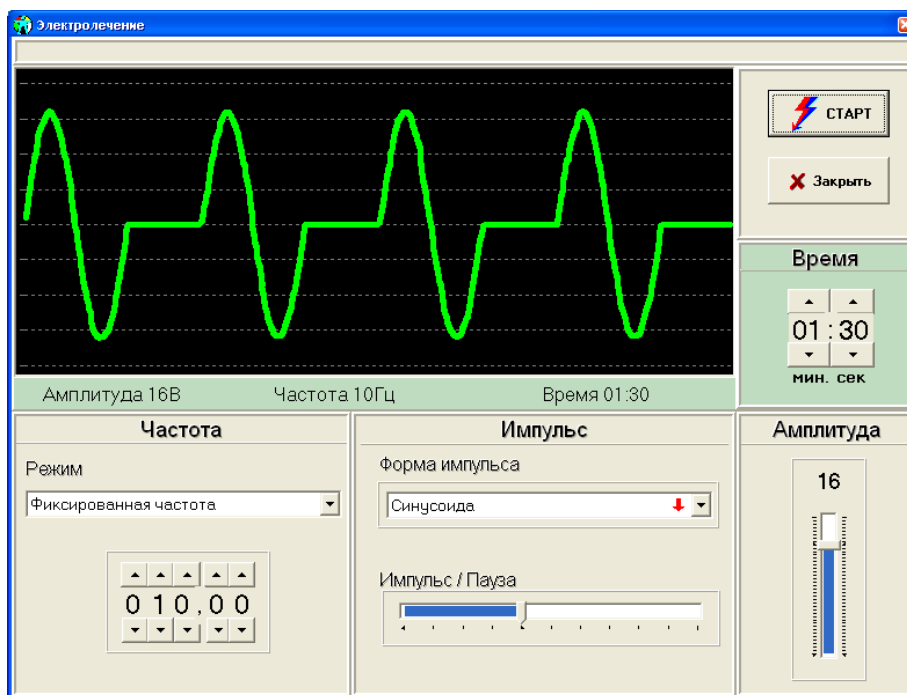 Электролечение
СТАРТ
Закрыть
Время
01:30
мин. сек
Амплитуда 16В Частота 10Гц Время 01:30
Частота
Режим
Фиксированная частота
010,00
Импульс
Форма импульса
Синусоида
Импульс / Пауза
Амплитуда
16